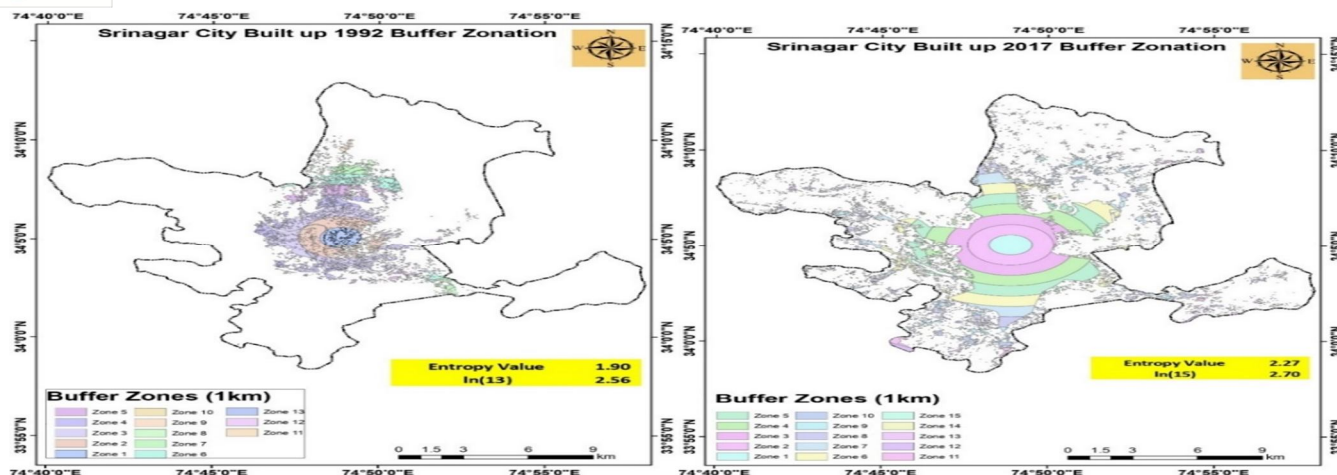 74°40'0"E 74°45'0"E 74°50'0"E 74°55'0"E
Srinagar City Built up 1992 Buffer Zonation
N
W E
S
34°10'0"N
34°5'0"N
34°0'0"N
33°55'0"N
Entropy Value 1.90
ln(13) 2.56
Buffer Zones (1km)
Zone 5 Zone 10 Zone 13
Zone 4 Zone 9 Zone 12
Zone 3 Zone 8 Zone 11
Zone 2 Zone 7
Zone 1 Zone 6
0 1.5 3 6 9
km
74°40'0"E 74°45'0"E 74°50'0"E 74°55'0"E
74°40'0"E 74°45'0"E 74°50'0"E 74°55'0"E
Srinagar City Built up 2017 Buffer Zonation
N
W E
S
34°5'0"N
34°0'0"N
Entropy Value 2.27
ln(15) 2.70
Buffer Zones (1km)
Zone 5 Zone 10 Zone 15
Zone 4 Zone 9 Zone 14
Zone 3 Zone 8 Zone 13
Zone 2 Zone 7 Zone 12
Zone 1 Zone 6 Zone 11
0 1.5 3 6 9
km
74°40'0"E 74°45'0"E 74°50'0"E 74°55'0"E